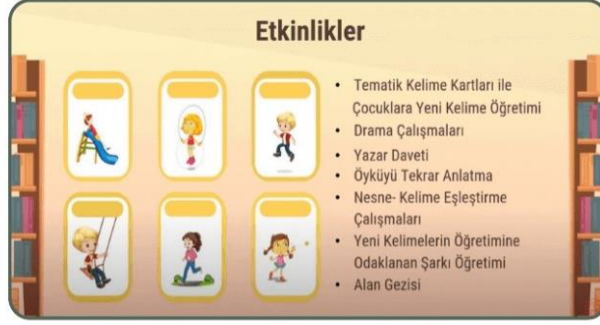 Etkinlikler
• Tematik Kelime Kartları ile
Çocuklara Yeni Kelime Öğretimi
• Drama Çalışmaları
• Yazar Daveti
• Öyküyü Tekrar Anlatma
• Nesne- Kelime Eşleştirme
Çalışmaları
• Yeni Kelimelerin Öğretimine
Odaklanan Şarkı Öğretimi
• Alan Gezisi